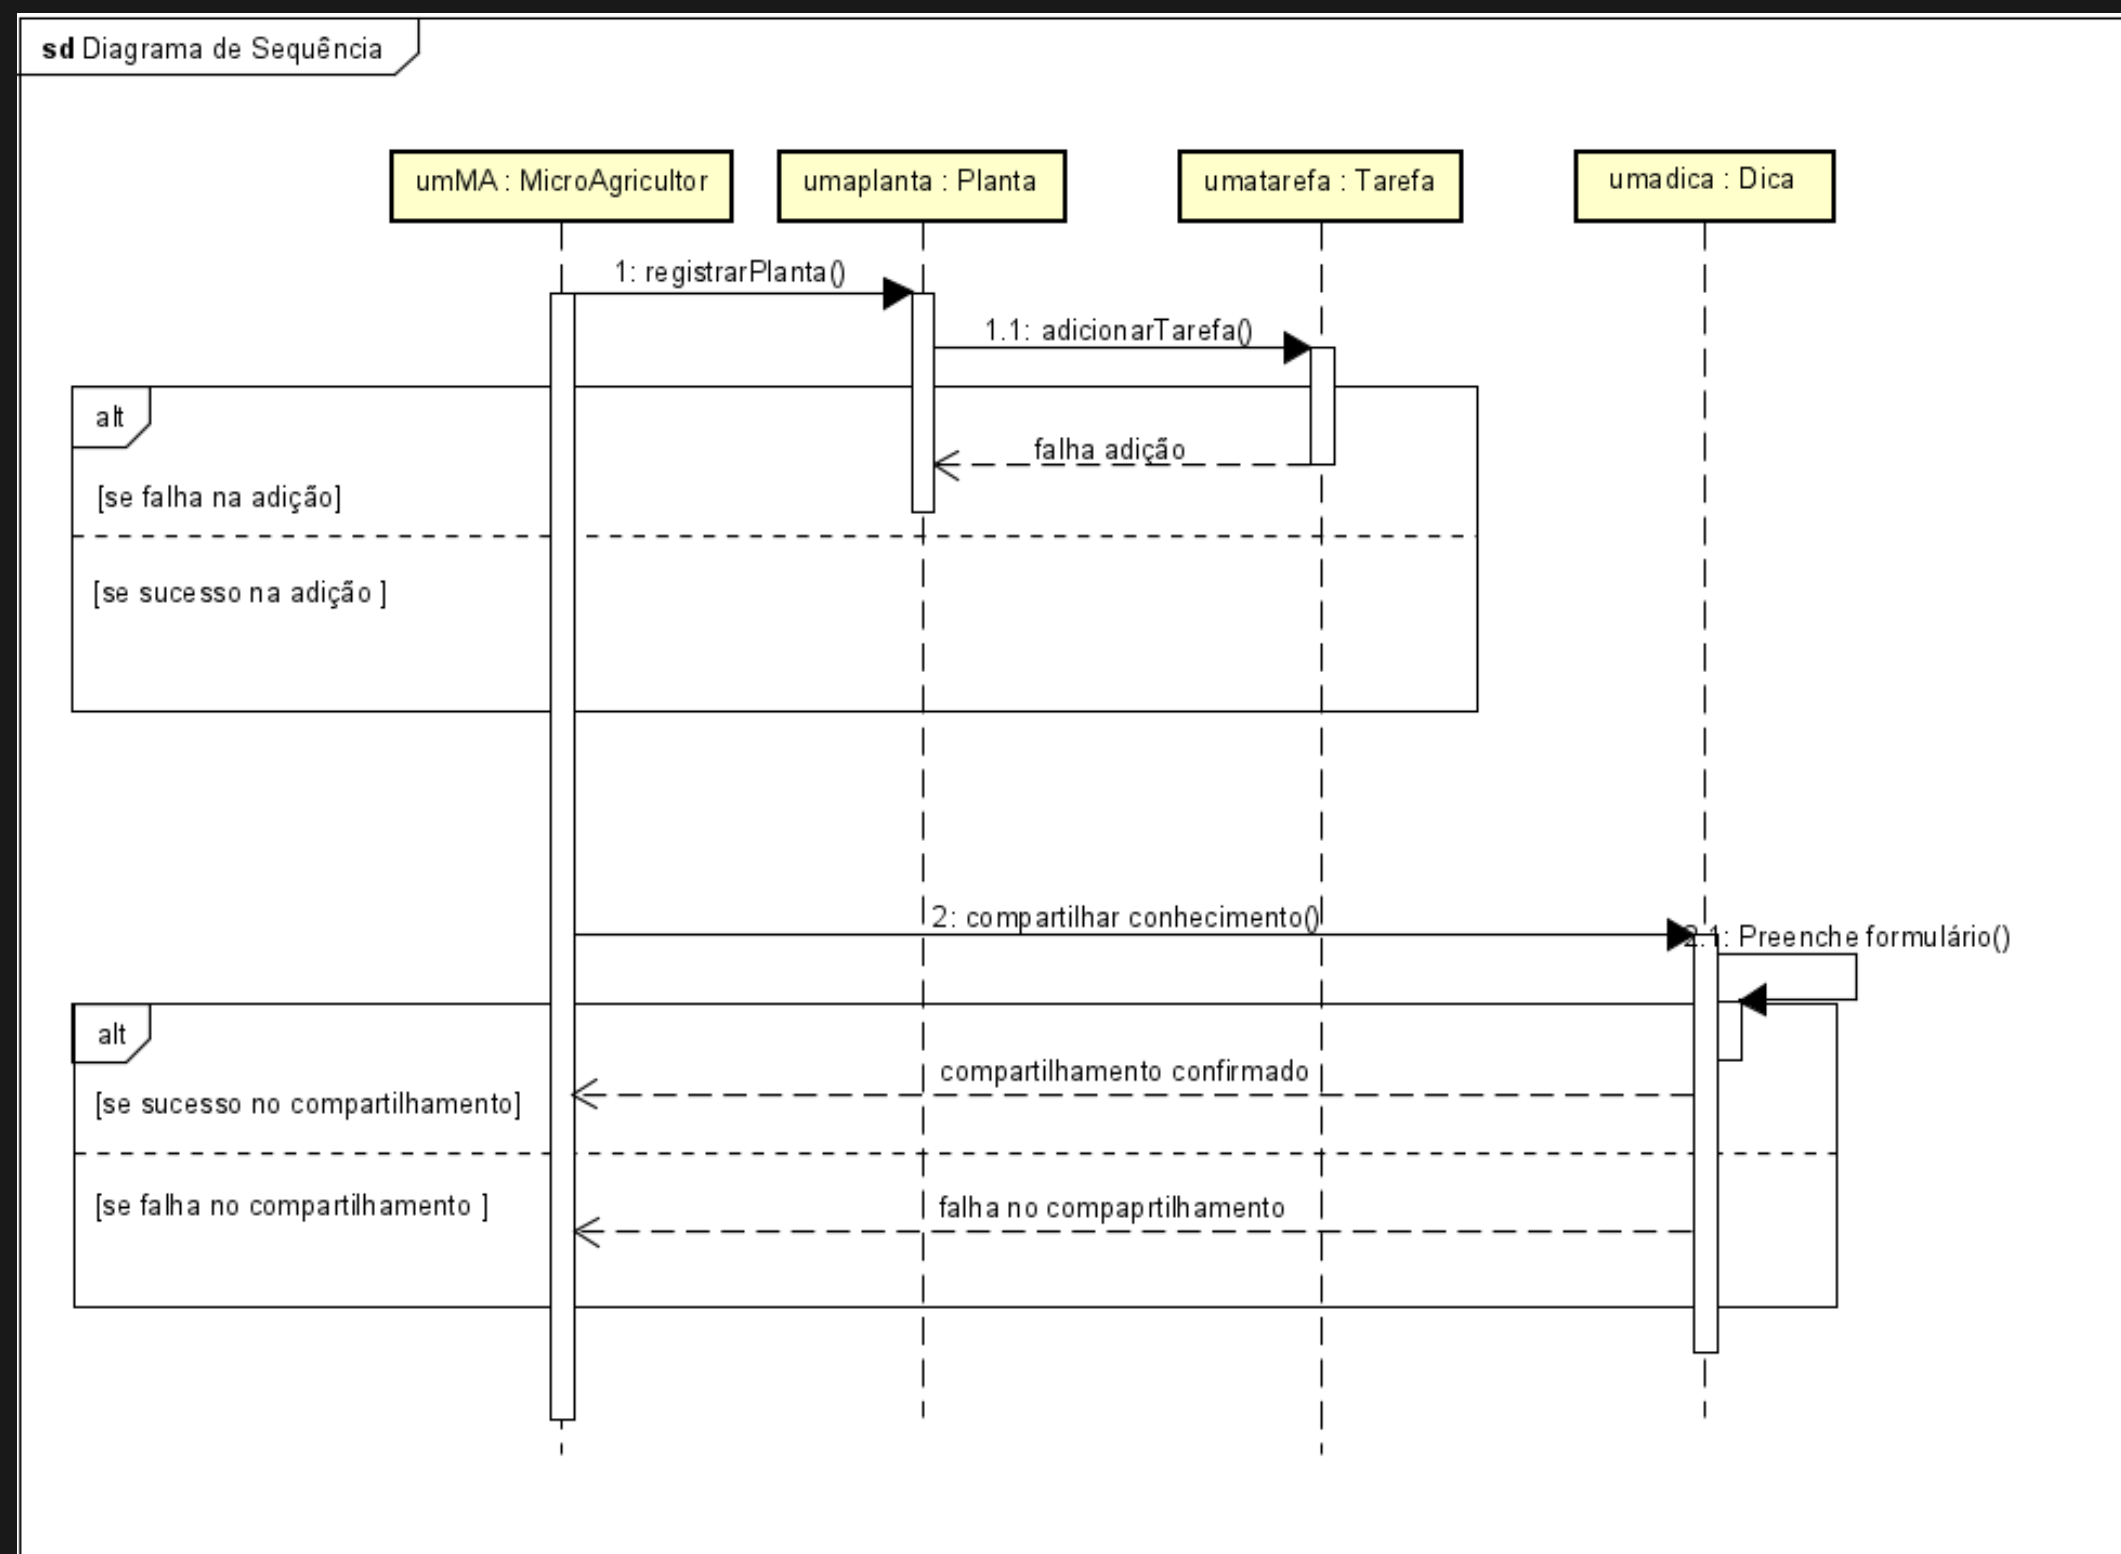 sd Diagrama de Sequência
umMA : MicroAgricultor
umaplanta : Planta
umatarefa : Tarefa
umadica : Dica
1: registrarPlanta()
1.1: adicionarTarefa()
alt
falha adição
[se falha na adição]
[se sucesso na adição ]
2: compartilhar conhecimento()
2.1: Preenche formulário()
alt
compartilhamento confirmado
[se sucesso no compartilhamento]
[se falha no compartilhamento ]
falha no compaprtilhamento